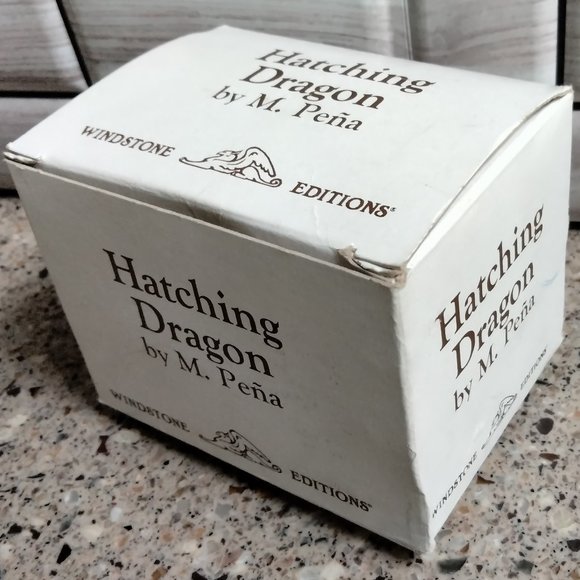 Hatching
Dragon
by M. Peña
WINDSTONE EDITIONS®
Hatching
Dragon
by M. Peña
WINDSTONE EDITIONS®
Hatching
Dragon
by M. Peña
WINDSTONE EDITIONS